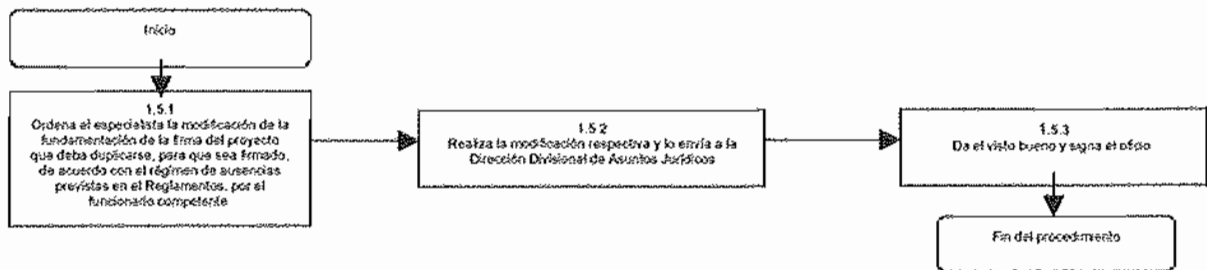 Inicio
1.5.1
Ordena al especialista la modificación de la
fundamentación de la firma del proyecto
que deba duplicarse, para que sea firmado,
de acuerdo con el régimen de ausencias
previstas en el Reglamentos, por el
funcionario competente
1.5.2
Realiza la modificación respectiva y lo envía a la
Dirección Divisional de Asuntos Jurídicos
1.5.3
Da el visto bueno y signa el oficio
Fin del procedimiento